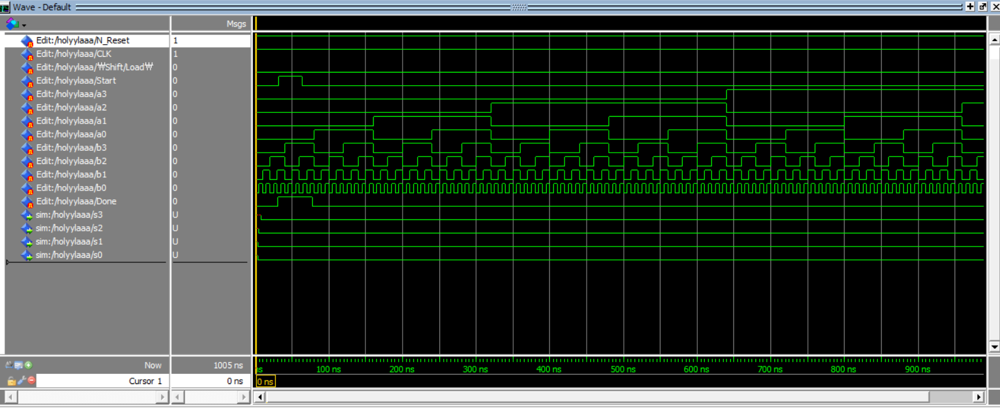 Wave - Default
Msgs
Edit:/holyylaaa/N_Reset 1
Edit:/holyylaaa/CLK 1
Edit:/holyylaaa/₩Shift/Load₩ 0
Edit:/holyylaaa/Start 0
Edit:/holyylaaa/a3 0
Edit:/holyylaaa/a2 0
Edit:/holyylaaa/a1 0
Edit:/holyylaaa/a0 0
Edit:/holyylaaa/b3 0
Edit:/holyylaaa/b2 0
Edit:/holyylaaa/b1 0
Edit:/holyylaaa/b0 0
Edit:/holyylaaa/Done 0
sim:/holyylaaa/s3 U
sim:/holyylaaa/s2 U
sim:/holyylaaa/s1 U
sim:/holyylaaa/s0 U
Now 1005 ns ns 100 ns 200 ns 300 ns 400 ns 500 ns 600 ns 700 ns 800 ns 900 ns
Cursor 1 0 ns 0 ns